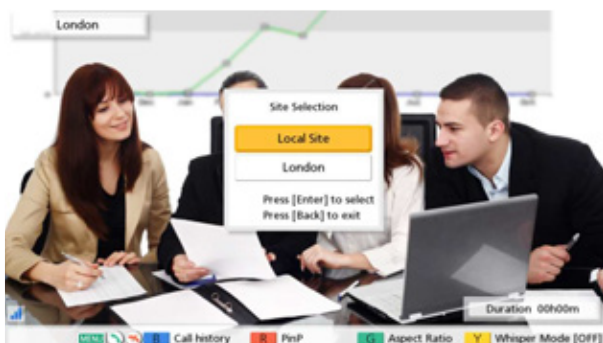 London
Site Selection
Local Site
London
Press [Enter] to select
Press [Back] to exit
Duration 00h00m
MENU B Call history R PinP G Aspect Ratio Y Whisper Mode [OFF]